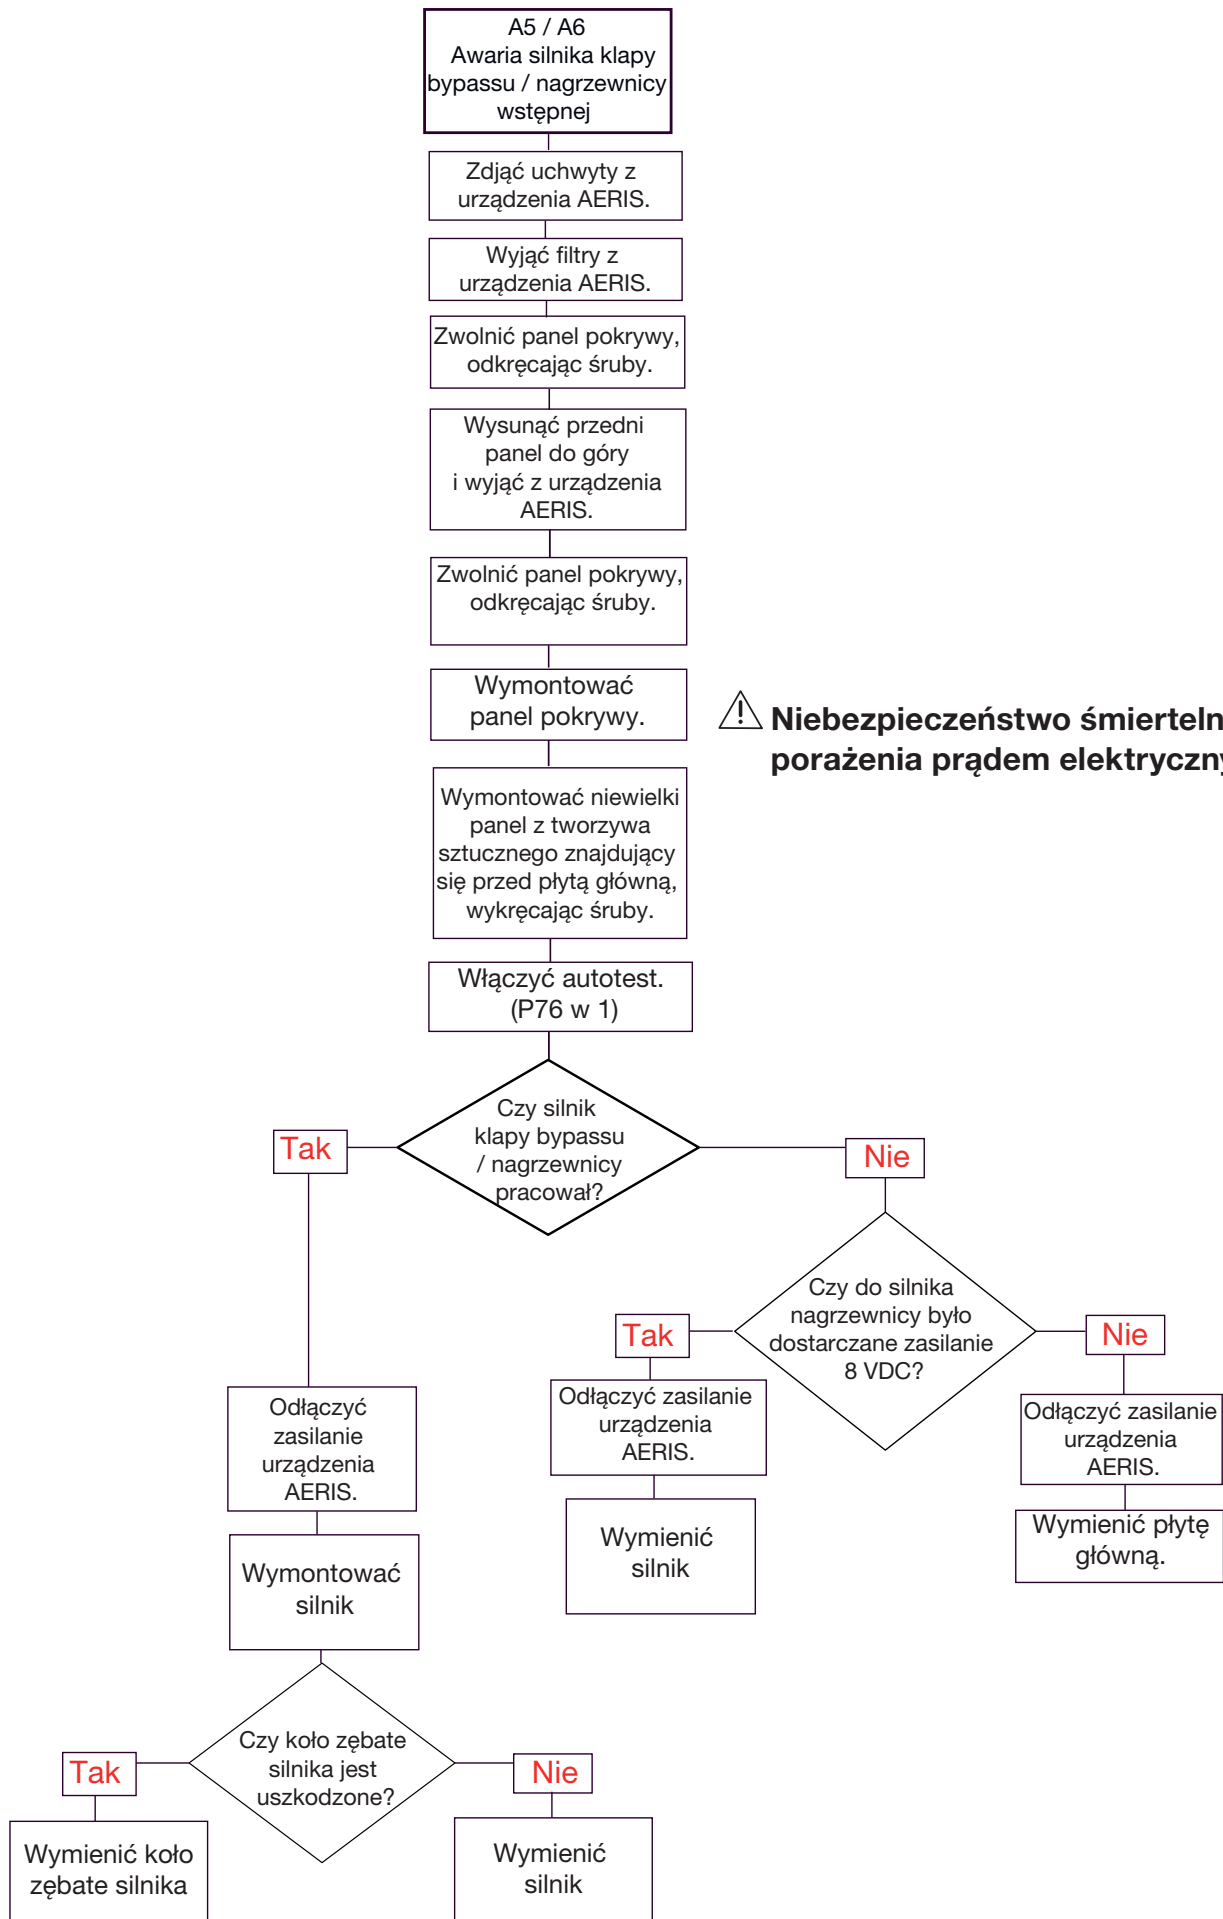 A5 / A6
Awaria silnika klapy
bypassu / nagrzewnicy
wstępnej
Zdjąć uchwyty z
urządzenia AERIS.
Wyjąć filtry z
urządzenia AERIS.
Zwolnić panel pokrywy,
odkręcając śruby.
Wysunąć przedni
panel do góry
i wyjąć z urządzenia
AERIS.
Zwolnić panel pokrywy,
odkręcając śruby.
Wymontować
panel pokrywy.
Niebezpieczeństwo
porażenia prądem
Wymontować niewielki
panel z tworzywa
sztucznego znajdujący
się przed płytą główną,
wykręcając śruby.
Włączyć autotest.
(P76 w 1)
Czy silnik
klapy bypassu
/ nagrzewnicy
pracował?
Tak
Nie
Czy do silnika
nagrzewnicy było
dostarczane zasilanie
8 VDC?
Tak
Nie
Odłączyć
zasilanie
urządzenia
AERIS.
Odłączyć zasilanie
urządzenia
AERIS.
Odłączyć zasilanie
urządzenia
AERIS.
Wymontować
silnik
Wymienić
silnik
Wymienić płytę
główną.
Czy koło zębate
silnika jest
uszkodzone?
Tak
Nie
Wymienić koło
zębate silnika
Wymienić
silnik